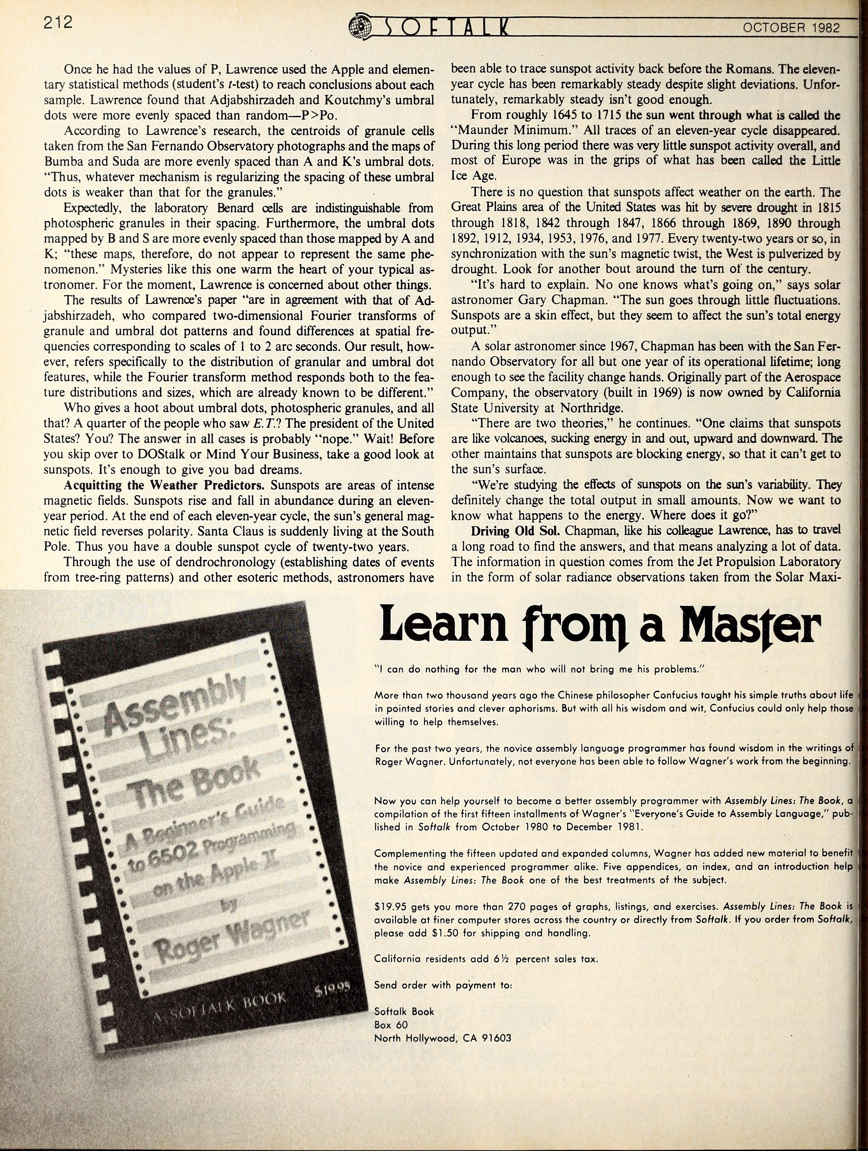 212
SOFTALK
OCTOBER 1982
Once he had the values of P, Lawrence used the Apple and elemen-
tary statistical methods (student's t-test) to reach conclusions about each
sample. Lawrence found that Adjabshirzadeh and Koutchmy's umbral
dots were more evenly spaced than random—P>Po.
According to Lawrence's research, the centroids of granule cells
taken from the San Fernando Observatory photographs and the maps of
Bumba and Suda are more evenly spaced than A and K's umbral dots.
"Thus, whatever mechanism is regularizing the spacing of these umbral
dots is weaker than that for the granules."
Expectedly, the laboratory Benard cells are indistinguishable from
photospheric granules in their spacing. Furthermore, the umbral dots
mapped by B and S are more evenly spaced than those mapped by A and
K; "these maps, therefore, do not appear to represent the same phe-
nomenon." Mysteries like this one warm the heart of your typical as-
tronomer. For the moment, Lawrence is concerned about other things.
The results of Lawrence's paper "are in agreement with that of Ad-
jabshirzadeh, who compared two-dimensional Fourier transforms of
granule and umbral dot patterns and found differences at spatial fre-
quencies corresponding to scales of 1 to 2 arc seconds. Our result, how-
ever, refers specifically to the distribution of granular and umbral dot
features, while the Fourier transform method responds both to the fea-
ture distributions and sizes, which are already known to be different."
Who gives a hoot about umbral dots, photospheric granules, and all
that? A quarter of the people who saw E.T.? The president of the United
States? You? The answer in all cases is probably "nope." Wait! Before
you skip over to DOStalk or Mind Your Business, take a good look at
sunspots. It's enough to give you bad dreams.
Acquitting the Weather Predictors. Sunspots are areas of intense
magnetic fields. Sunspots rise and fall in abundance during an eleven-
year period. At the end of each eleven-year cycle, the sun's general mag-
netic field reverses polarity. Santa Claus is suddenly living at the South
Pole. Thus you have a double sunspot cycle of twenty-two years.
Through the use of dendrochronology (establishing dates of events
from tree-ring patterns) and other esoteric methods, astronomers have
been able to trace sunspot activity back before the Romans. The eleven-
year cycle has been remarkably steady despite slight deviations. Unfor-
tunately, remarkably steady isn't good enough.
From roughly 1645 to 1715 the sun went through what is called the
"Maunder Minimum." All traces of an eleven-year cycle disappeared.
During this long period there was very little sunspot activity overall, and
most of Europe was in the grips of what has been called the Little
Ice Age.
There is no question that sunspots affect weather on the earth. The
Great Plains area of the United States was hit by severe drought in 1815
through 1818, 1842 through 1847, 1866 through 1869, 1890 through
1892, 1912, 1934, 1953, 1976, and 1977. Every twenty-two years or so, in
synchronization with the sun's magnetic twist, the West is pulverized by
drought. Look for another bout around the turn of the century.
"It's hard to explain. No one knows what's going on," says solar
astronomer Gary Chapman. "The sun goes through little fluctuations.
Sunspots are a skin effect, but they seem to affect the sun's total energy
output."
A solar astronomer since 1967, Chapman has been with the San Fer-
nando Observatory for all but one year of its operational lifetime; long
enough to see the facility change hands. Originally part of the Aerospace
Company, the observatory (built in 1969) is now owned by California
State University at Northridge.
"There are two theories," he continues. "One claims that sunspots
are like volcanoes, sucking energy in and out, upward and downward. The
other maintains that sunspots are blocking energy, so that it can't get to
the sun's surface.
"We're studying the effects of sunspots on the sun's variability. They
definitely change the total output in small amounts. Now we want to
know what happens to the energy. Where does it go?"
Driving Old Sol. Chapman, like his colleague Lawrence, has to travel
a long road to find the answers, and that means analyzing a lot of data.
The information in question comes from the Jet Propulsion Laboratory
in the form of solar radiance observations taken from the Solar Maxi-
Assembly
Lines:
The Book
A Beginner's Guide
to 6502 Programming
on the Apple II
by
Roger Wagner
A SOFTALK BOOK
$19.95
Learn from a Master
"I can do nothing for the man who will not bring me his problems."
More than two thousand years ago the Chinese philosopher Confucius taught his simple truths about life
in pointed stories and clever aphorisms. But with all his wisdom and wit, Confucius could only help those
willing to help themselves.
For the past two years, the novice assembly language programmer has found wisdom in the writings of
Roger Wagner. Unfortunately, not everyone has been able to follow Wagner's work from the beginning.
Now you can help yourself to become a better assembly programmer with Assembly Lines: The Book, a
compilation of the first fifteen installments of Wagner's "Everyone's Guide to Assembly Language," pub-
lished in Softalk from October 1980 to December 1981.
Complementing the fifteen updated and expanded columns, Wagner has added new material to benefit
the novice and experienced programmer alike. Five appendices, an index, and an introduction help
make Assembly Lines: The Book one of the best treatments of the subject.
$19.95 gets you more than 270 pages of graphs, listings, and exercises. Assembly Lines: The Book is
available at finer computer stores across the country or directly from Softalk. If you order from Softalk,
please add $1.50 for shipping and handling.
California residents add 6½ percent sales tax.
Send order with payment to:
Softalk Book
Box 60
North Hollywood, CA 91603